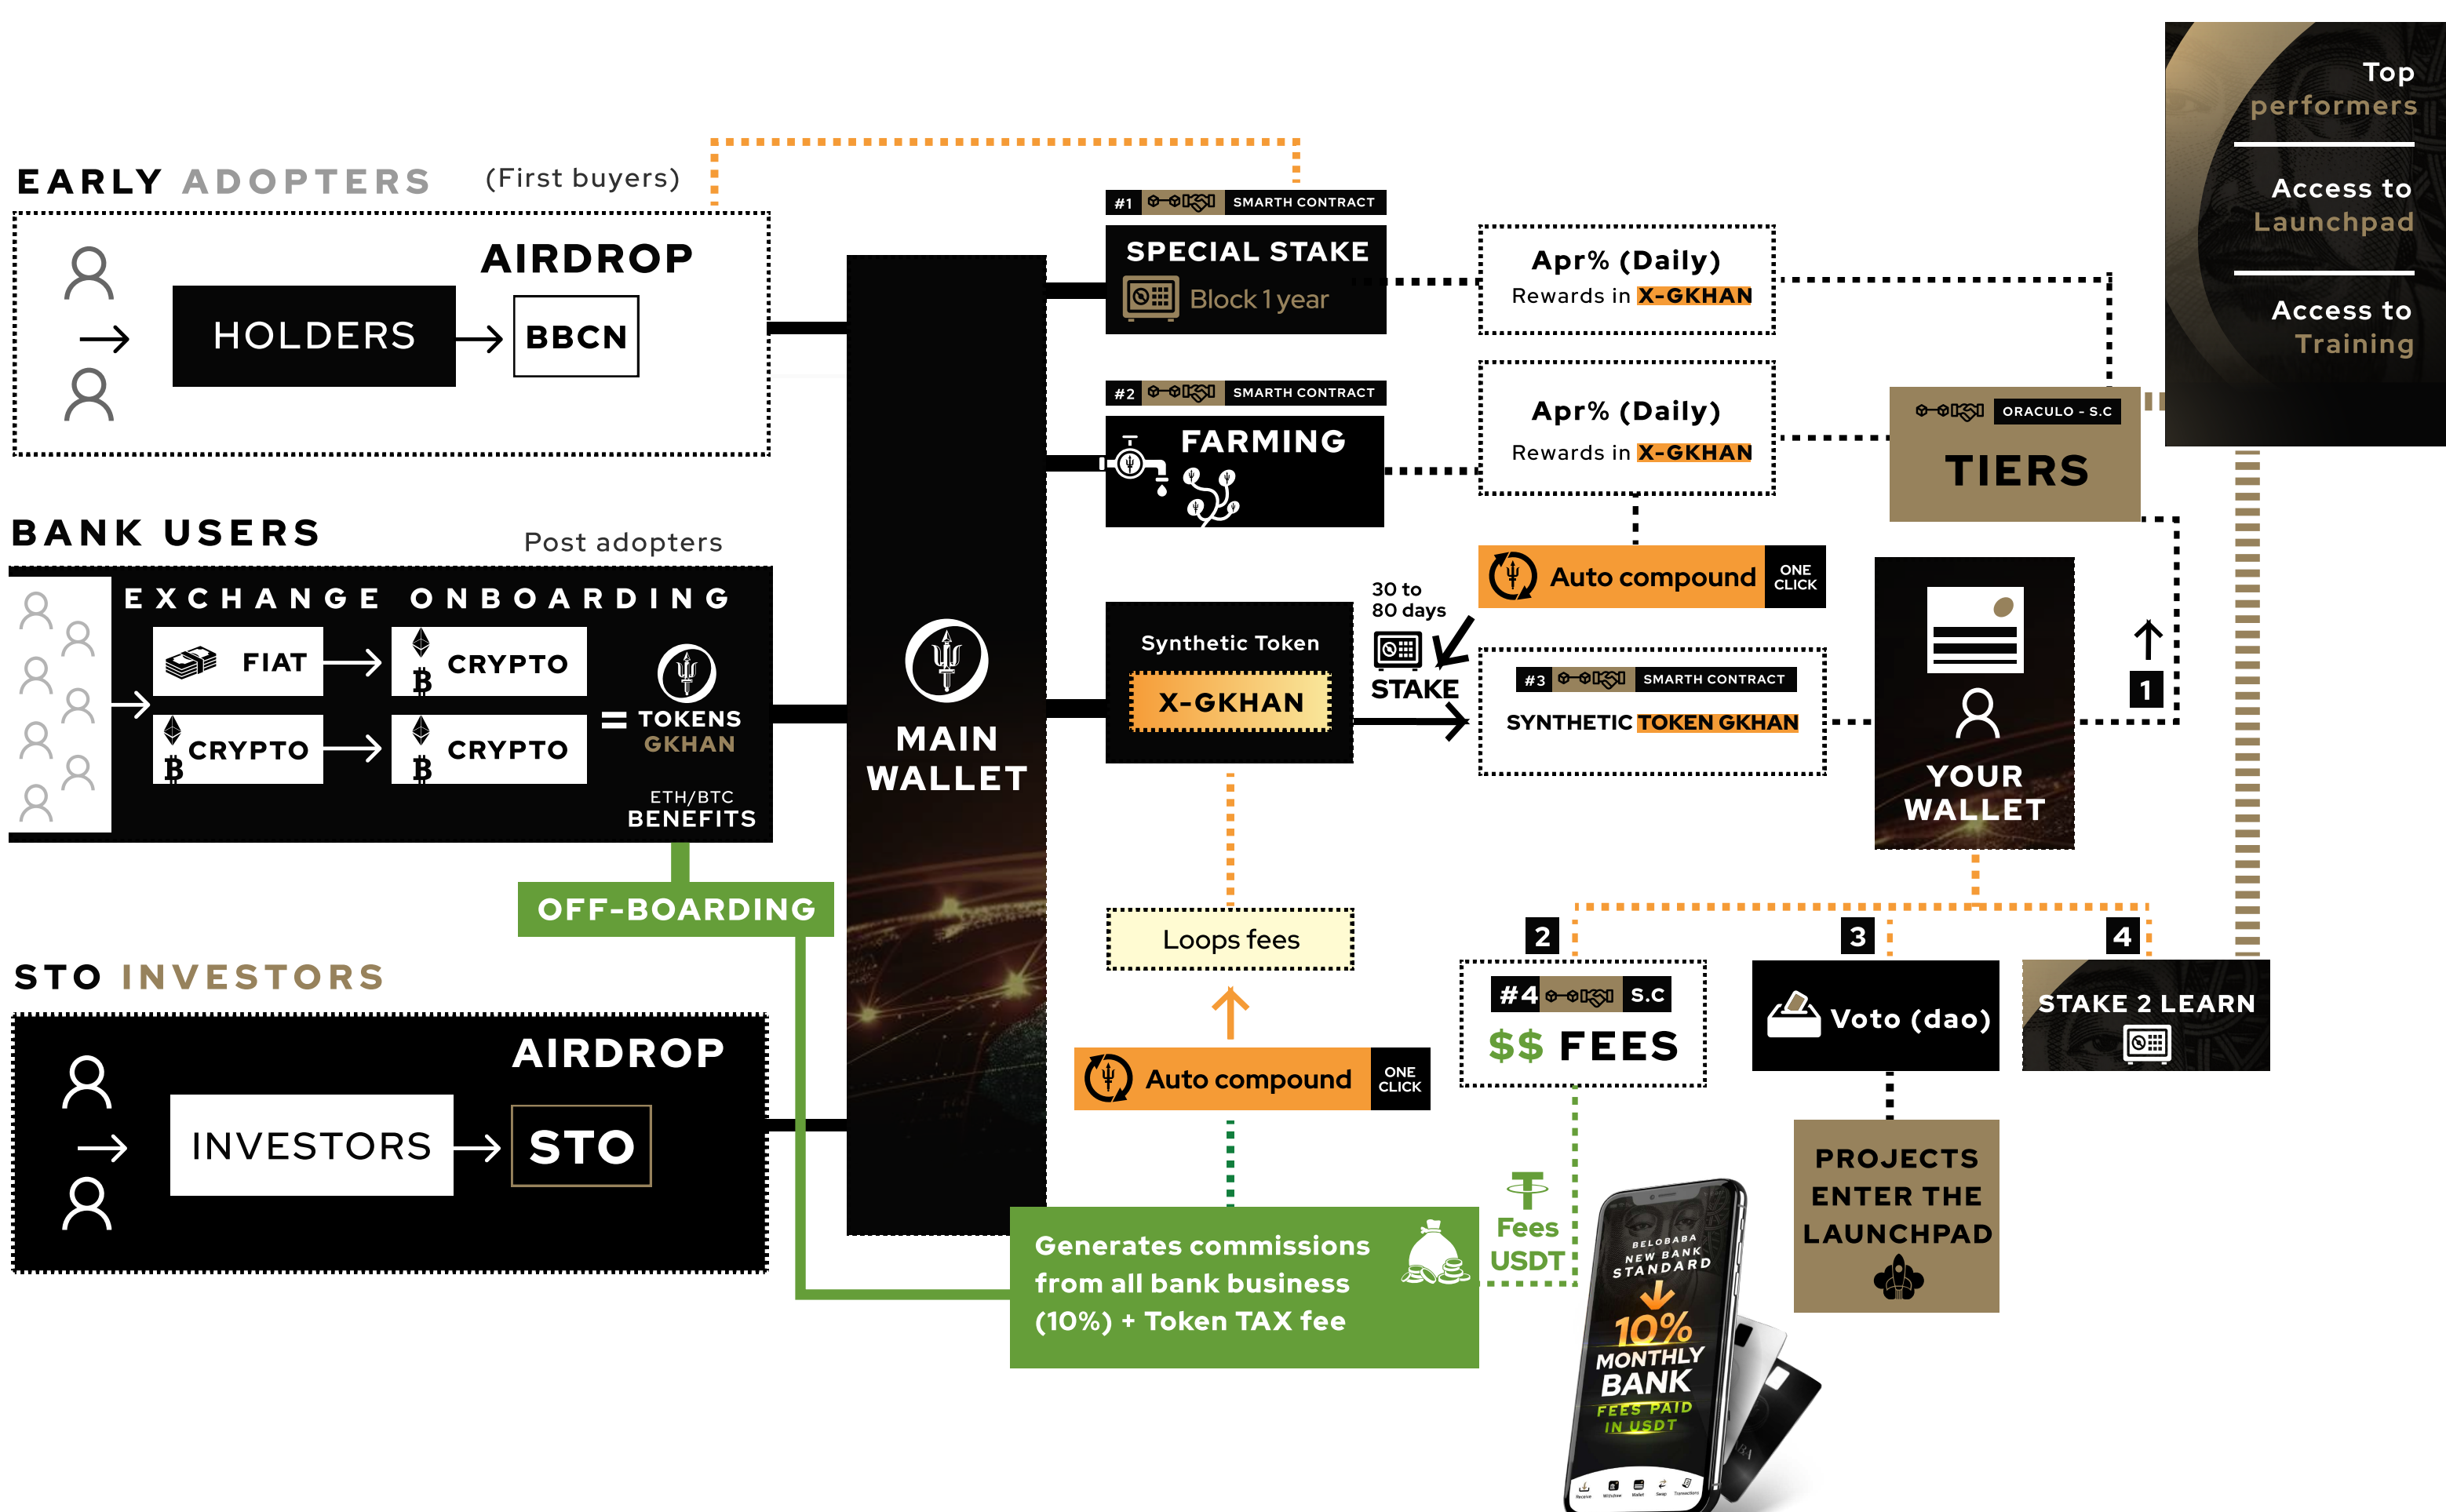 Top
performers
Access to
Launchpad
Access to
Training
EARLY ADOPTERS (First buyers)
AIRDROP
HOLDERS
BBCN
BANK USERS
Post adopters
EXCHANGE ONBOARDING
FIAT
CRYPTO
CRYPTO
CRYPTO
= TOKENS
GKHAN
ETH/BTC
BENEFITS
OFF-BOARDING
STO INVESTORS
AIRDROP
INVESTORS
STO
MAIN
WALLET
#1 SMARTH CONTRACT
SPECIAL STAKE
Block 1 year
Apr% (Daily)
Rewards in X-GKHAN
#2 SMARTH CONTRACT
FARMING
Apr% (Daily)
Rewards in X-GKHAN
ORACULO - S.C
TIERS
Auto compound
ONE
CLICK
30 to
80 days
STAKE
Synthetic Token
X-GKHAN
#3 SMARTH CONTRACT
SYNTHETIC TOKEN GKHAN
YOUR
WALLET
1
Loops fees
Auto compound
ONE
CLICK
2
#4 S.C
$$ FEES
3
Voto (dao)
4
STAKE 2 LEARN
PROJECTS
ENTER THE
LAUNCHPAD
Generates commissions
from all bank business
(10%) + Token TAX fee
Fees
USDT
BELOBABA
NEW BANK
STANDARD
10%
MONTHLY
BANK
FEES PAID
IN USDT
Receive Withdraw Wallet Swap Transactions